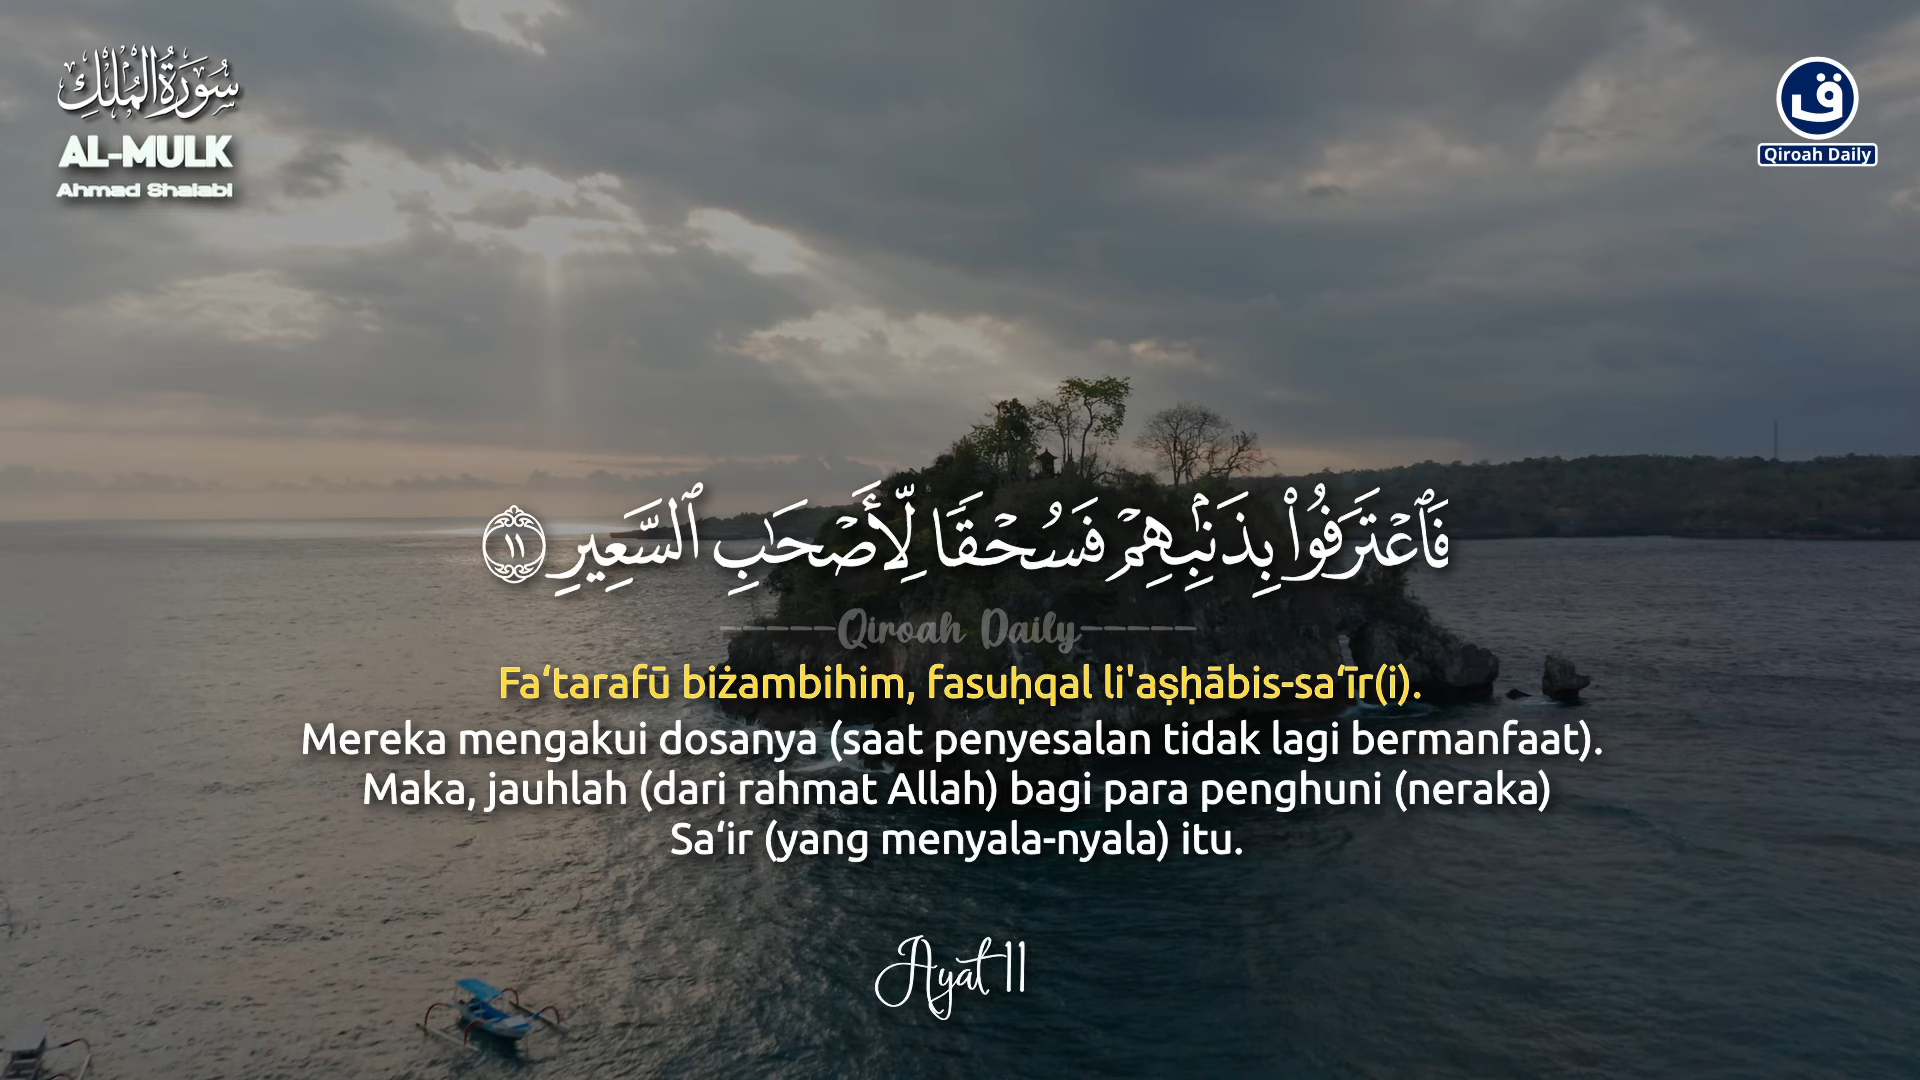 سُورَةُ الْمُلْكِ
AL-MULK
Ahmad Shalabi
ق
Qiroah Daily
فَٱعْتَرَفُوا۟ بِذَنۢبِهِمْ فَسُحْقًا لِّأَصْحَـٰبِ ٱلسَّعِيرِ ١١
-----Qiroah Daily-----
Fa‘tarafū biżambihim, fasuḥqal li'aṣḥābis-sa‘īr(i).
Mereka mengakui dosanya (saat penyesalan tidak lagi bermanfaat).
Maka, jauhlah (dari rahmat Allah) bagi para penghuni (neraka)
Sa‘ir (yang menyala-nyala) itu.
Ayat 11